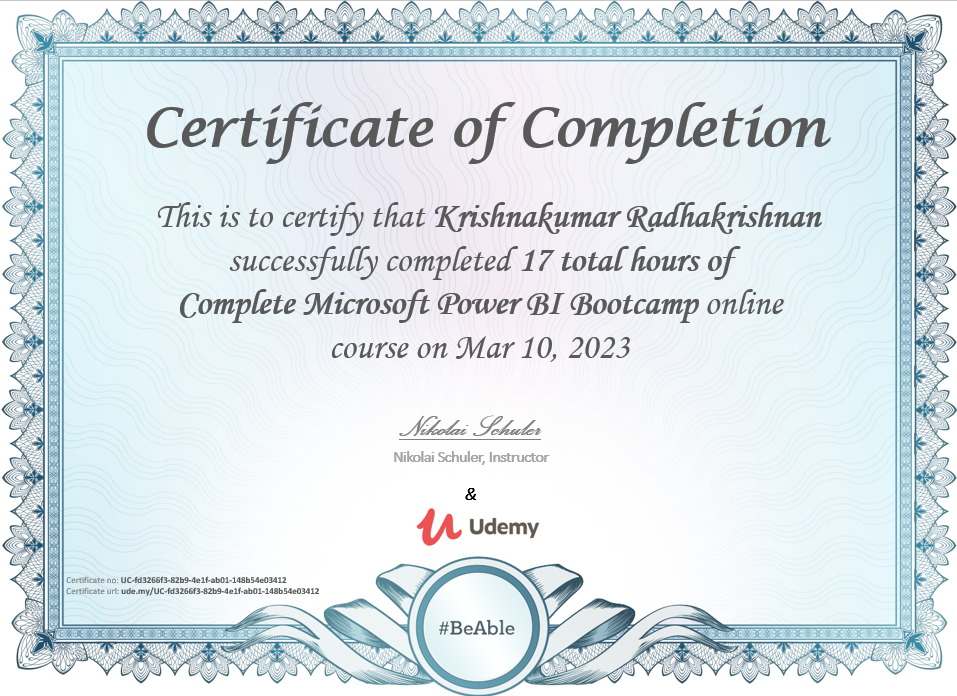 Certificate of Completion
This is to certify that Krishnakumar Radhakrishnan
successfully completed 17 total hours of
Complete Microsoft Power BI Bootcamp online
course on Mar 10, 2023
Nikolai Schuler
Nikolai Schuler, Instructor
&
Udemy
Certificate no: UC-fd3266f3-82b9-4e1f-ab01-148b54e03412
Certificate url: ude.my/UC-fd3266f3-82b9-4e1f-ab01-148b54e03412
#BeAble